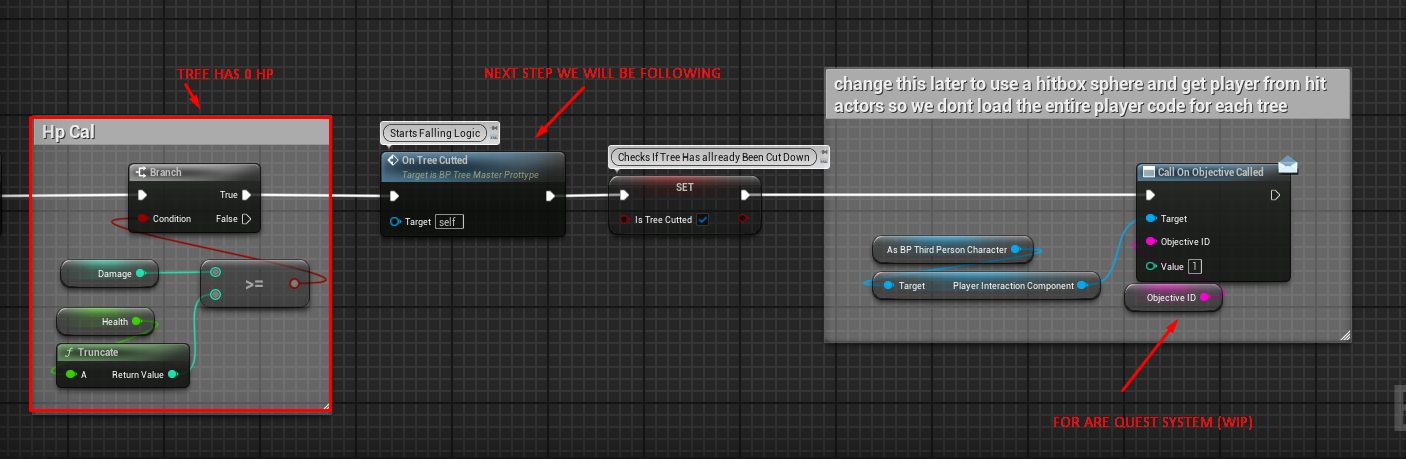 TREE HAS 0 HP
NEXT STEP WE WILL BE FOLLOWING
change this later to use a hitbox sphere and get player from hit
actors so we dont load the entire player code for each tree
Hp Cal
Starts Falling Logic
Checks If Tree Has allready Been Cut Down
Branch
True
Condition
False
On Tree Cutted
Target is BP Tree Master Prottype
Target self
SET
Is Tree Cutted
Call On Objective Called
Target
Objective ID
Value 1
As BP Third Person Character
Target Player Interaction Component
Objective ID
Damage
>=
Health
Truncate
A Return Value
FOR ARE QUEST SYSTEM (WIP)